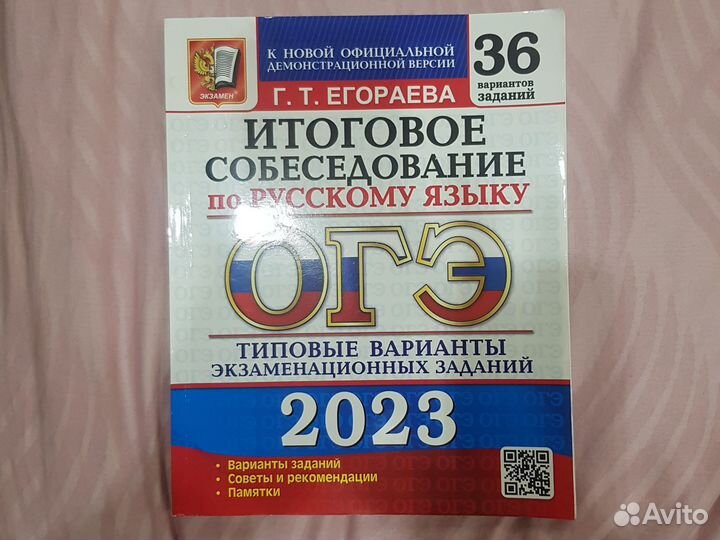 К НОВОЙ ОФИЦИАЛЬНОЙ
ДЕМОНСТРАЦИОННОЙ ВЕРСИИ
36
вариантов
заданий
ЭКЗАМЕН®
Г. Т. ЕГОРАЕВА
ИТОГОВОЕ
СОБЕСЕДОВАНИЕ
по РУССКОМУ ЯЗЫКУ
ОГЭ
ТИПОВЫЕ ВАРИАНТЫ
ЭКЗАМЕНАЦИОННЫХ ЗАДАНИЙ
2023
• Варианты заданий
• Советы и рекомендации
• Памятки
Avito